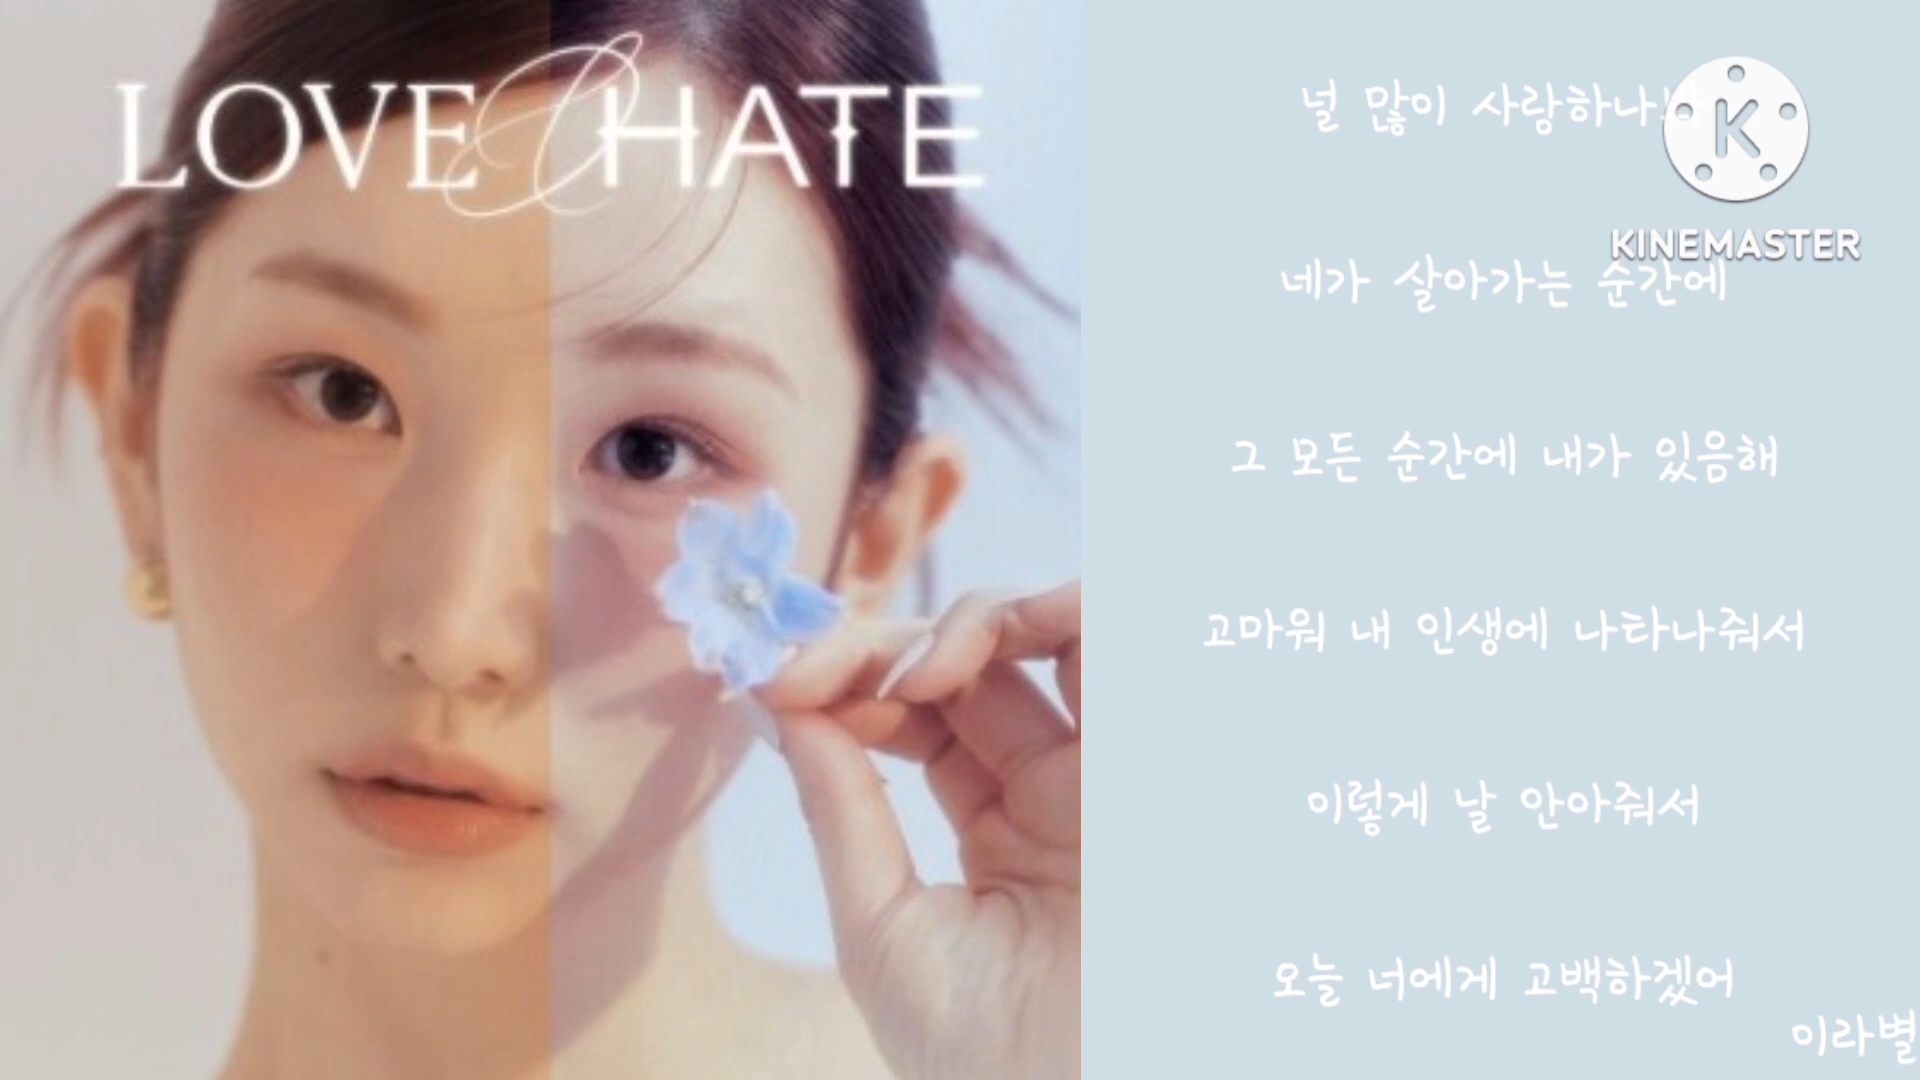 LOVE & HATE
널 많이 사랑하나봐
KINEMASTER
네가 살아가는 순간에
그 모든 순간에 내가 있음해
고마워 내 인생에 나타나줘서
이렇게 날 안아줘서
오늘 너에게 고백하겠어
이라별